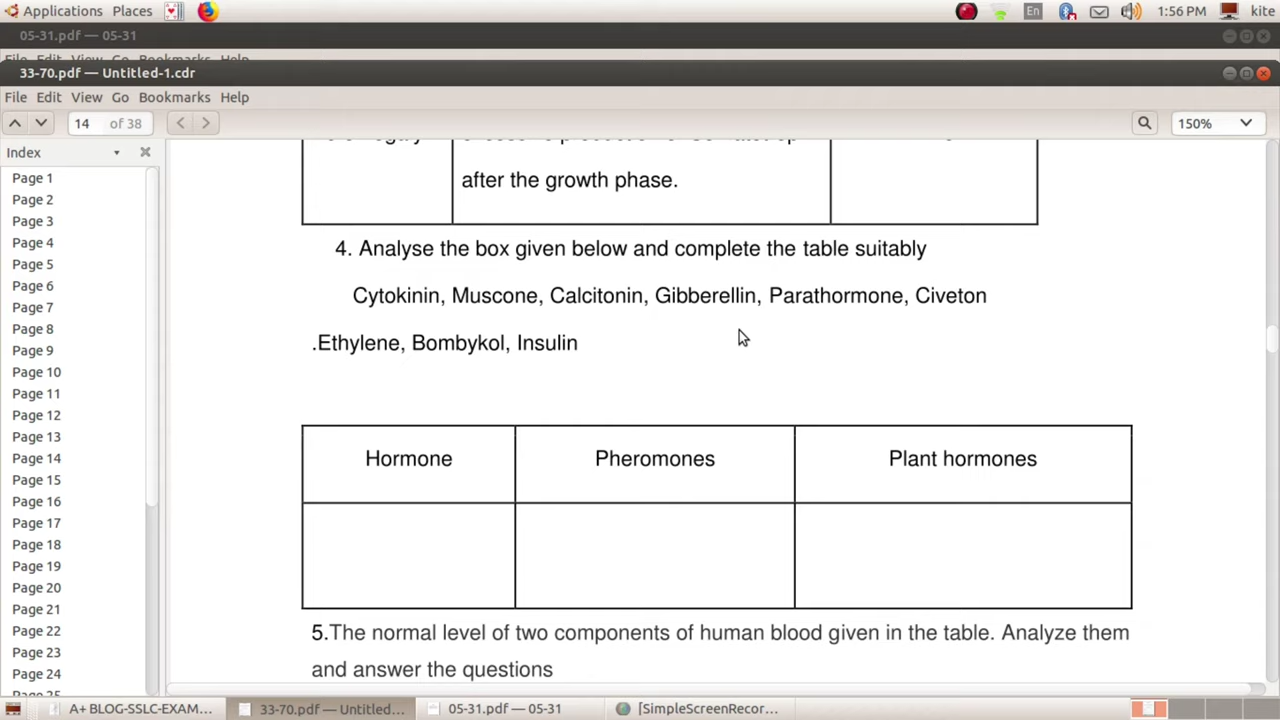 Applications Places En 1:56 PM kite
05-31.pdf — 05-31
33-70.pdf — Untitled-1.cdr
File Edit View Go Bookmarks Help
14 of 38 150%
Index
Page 1
Page 2
Page 3
Page 4
Page 5
Page 6
Page 7
Page 8
Page 9
Page 10
Page 11
Page 12
Page 13
Page 14
Page 15
Page 16
Page 17
Page 18
Page 19
Page 20
Page 21
Page 22
Page 23
Page 24
after the growth phase.
4. Analyse the box given below and complete the table suitably
Cytokinin, Muscone, Calcitonin, Gibberellin, Parathormone, Civeton
.Ethylene, Bombykol, Insulin
Hormone Pheromones Plant hormones
5.The normal level of two components of human blood given in the table. Analyze them
and answer the questions
A+ BLOG-SSLC-EXAM... 33-70.pdf — Untitled... 05-31.pdf — 05-31 [SimpleScreenRecor...